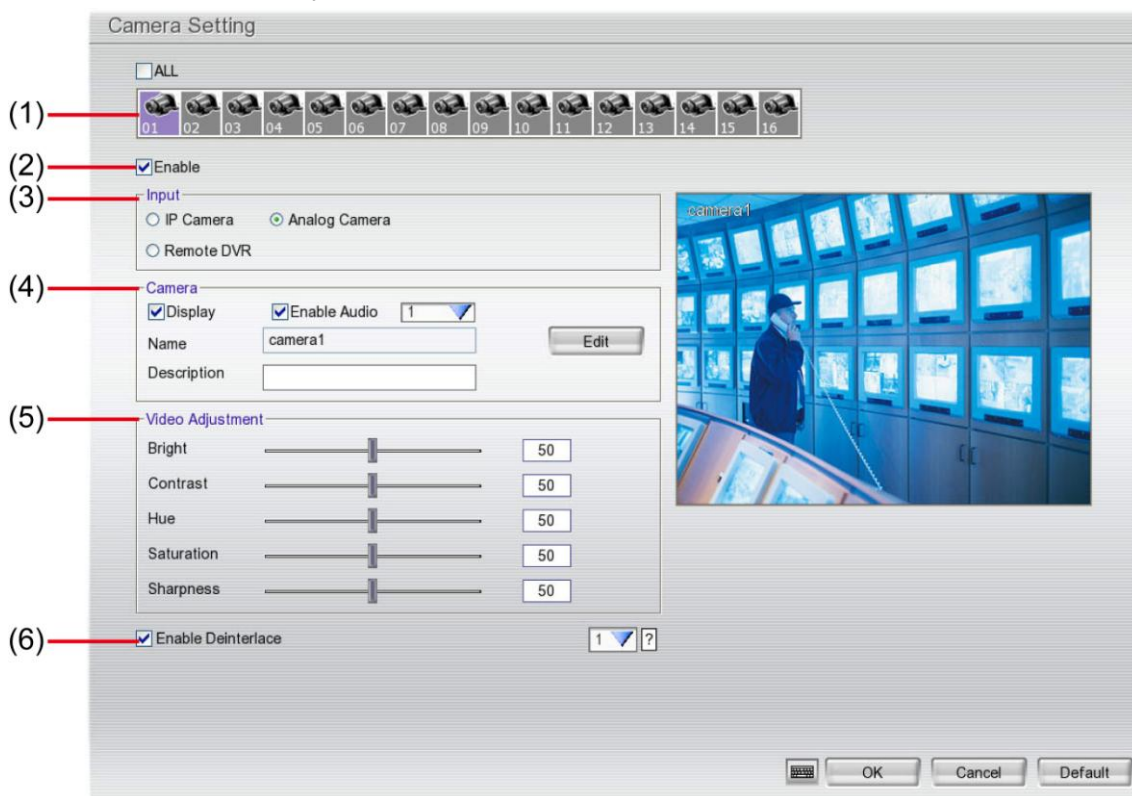 Camera Setting
ALL
(1)
01 02 03 04 05 06 07 08 09 10 11 12 13 14 15 16
(2)
Enable
(3)
Input
IP Camera Analog Camera
Remote DVR
camera1
(4)
Camera
Display Enable Audio 1
Name camera1 Edit
Description
(5)
Video Adjustment
Bright 50
Contrast 50
Hue 50
Saturation 50
Sharpness 50
(6)
Enable Deinterlace 1 ?
OK Cancel Default